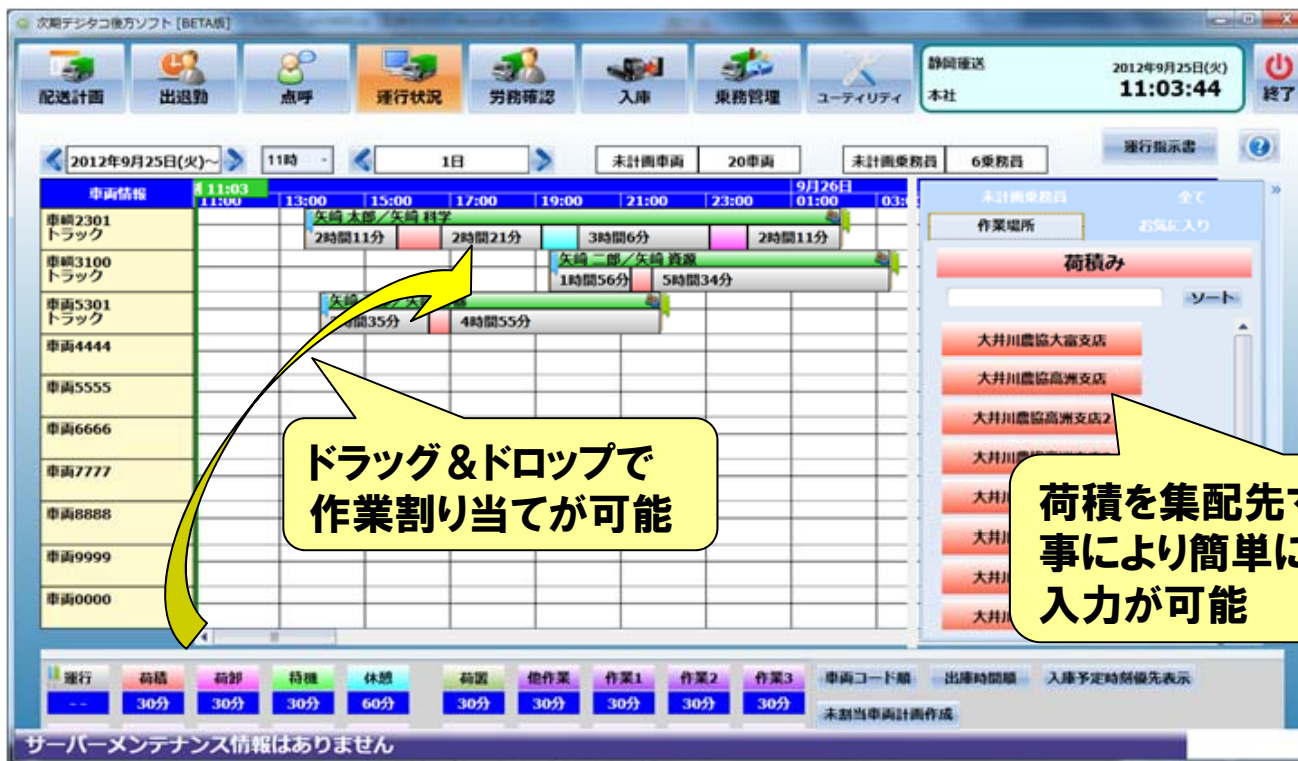 次期デジタコ後方ソフト [BETA版]
配送計画
出退勤
点呼
運行状況
労務確認
入庫
乗務管理
ユーティリティ
静岡運送
本社
2012年9月25日(火)
11:03:44
終了
2012年9月25日(火)~
11時
1日
未計画車両
20車両
未計画乗務員
6乗務員
運行指示書
車両情報
11:03
9月26日
11:00 13:00 15:00 17:00 19:00 21:00 23:00 01:00 03:
車輌2301
トラック
矢崎 太郎／矢崎 科学
2時間11分 2時間21分 3時間6分 2時間11分
車輌3100
トラック
矢崎 二郎／矢崎 資源
1時間56分 5時間34分
車両5301
トラック
時間35分 4時間55分
車両4444
車両5555
車両6666
車両7777
車両8888
車両9999
車両0000
未計画乗務員
全て
作業場所
お気に入り
荷積み
ソート
大井川農協大富支店
大井川農協高洲支店
大井川農協高洲支店2
大井川
大井
大井
大井
大井
ドラッグ＆ドロップで
作業割り当てが可能
荷積を集配先
事により簡単に
入力が可能
運行 荷積 荷卸 待機 休憩 荷置 他作業 作業1 作業2 作業3
-- 30分 30分 30分 60分 30分 30分 30分 30分 30分
車両コード順
出庫時間順
入庫予定時刻優先表示
未割当車両計画作成
サーバーメンテナンス情報はありません